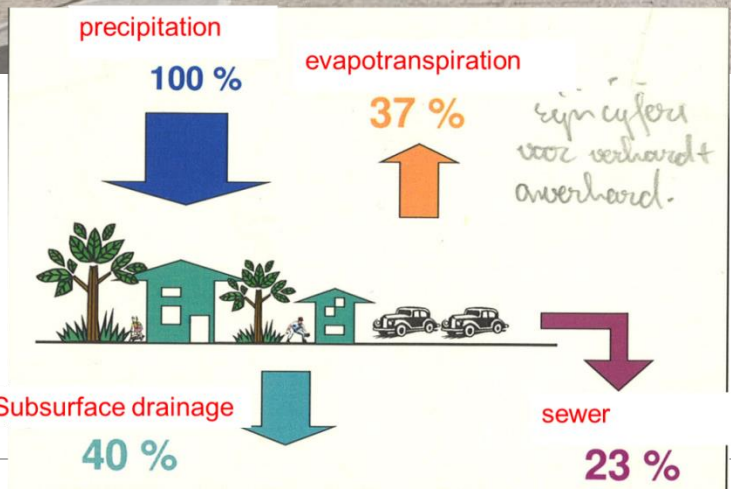 precipitation
100 %
evapotranspiration
37 %
zijn cijfers
voor verhard +
onverhard.
Subsurface drainage
40 %
sewer
23 %